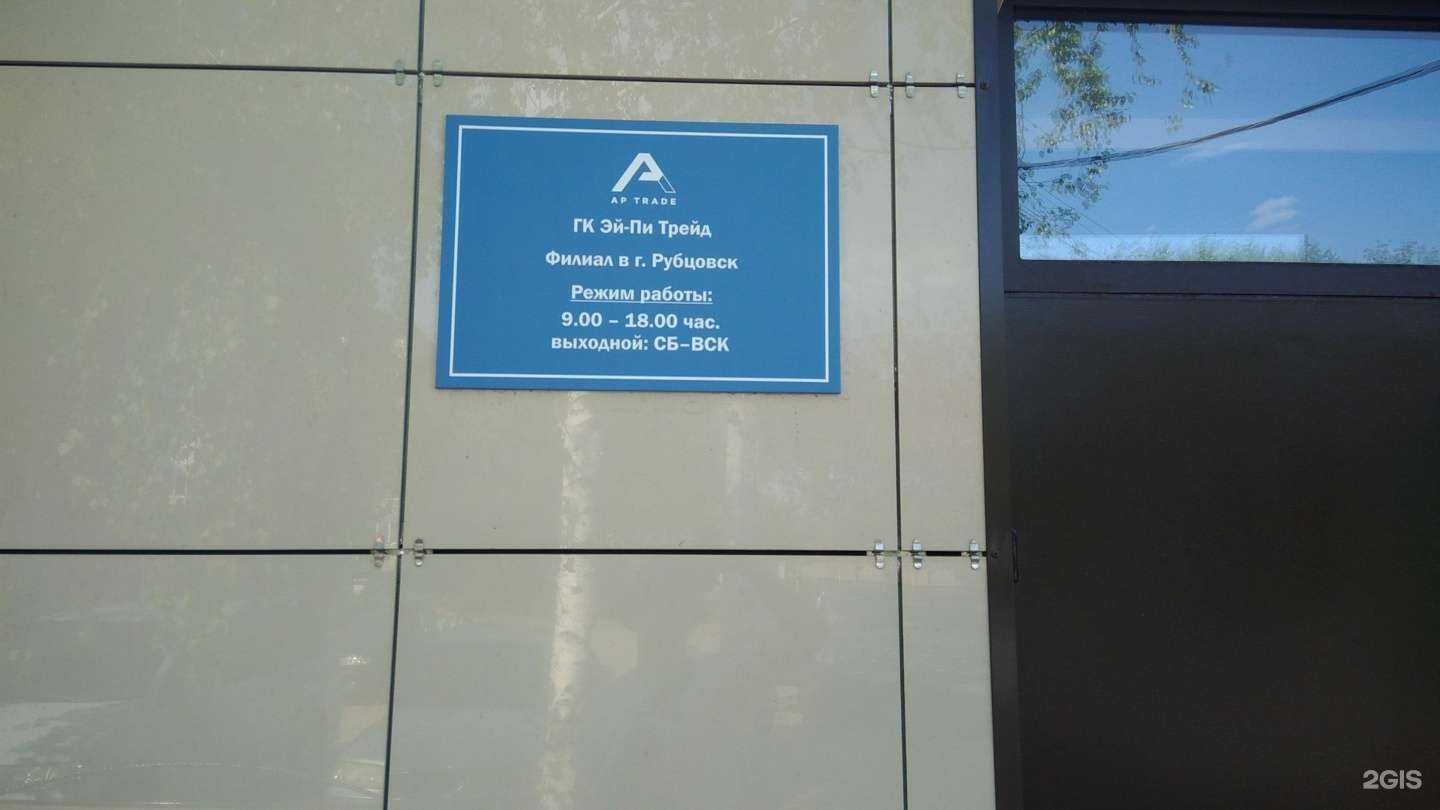 AP TRADE
ГК Эй-Пи Трейд
Филиал в г. Рубцовск
Режим работы:
9.00 – 18.00 час.
выходной: СБ–ВСК
2GIS